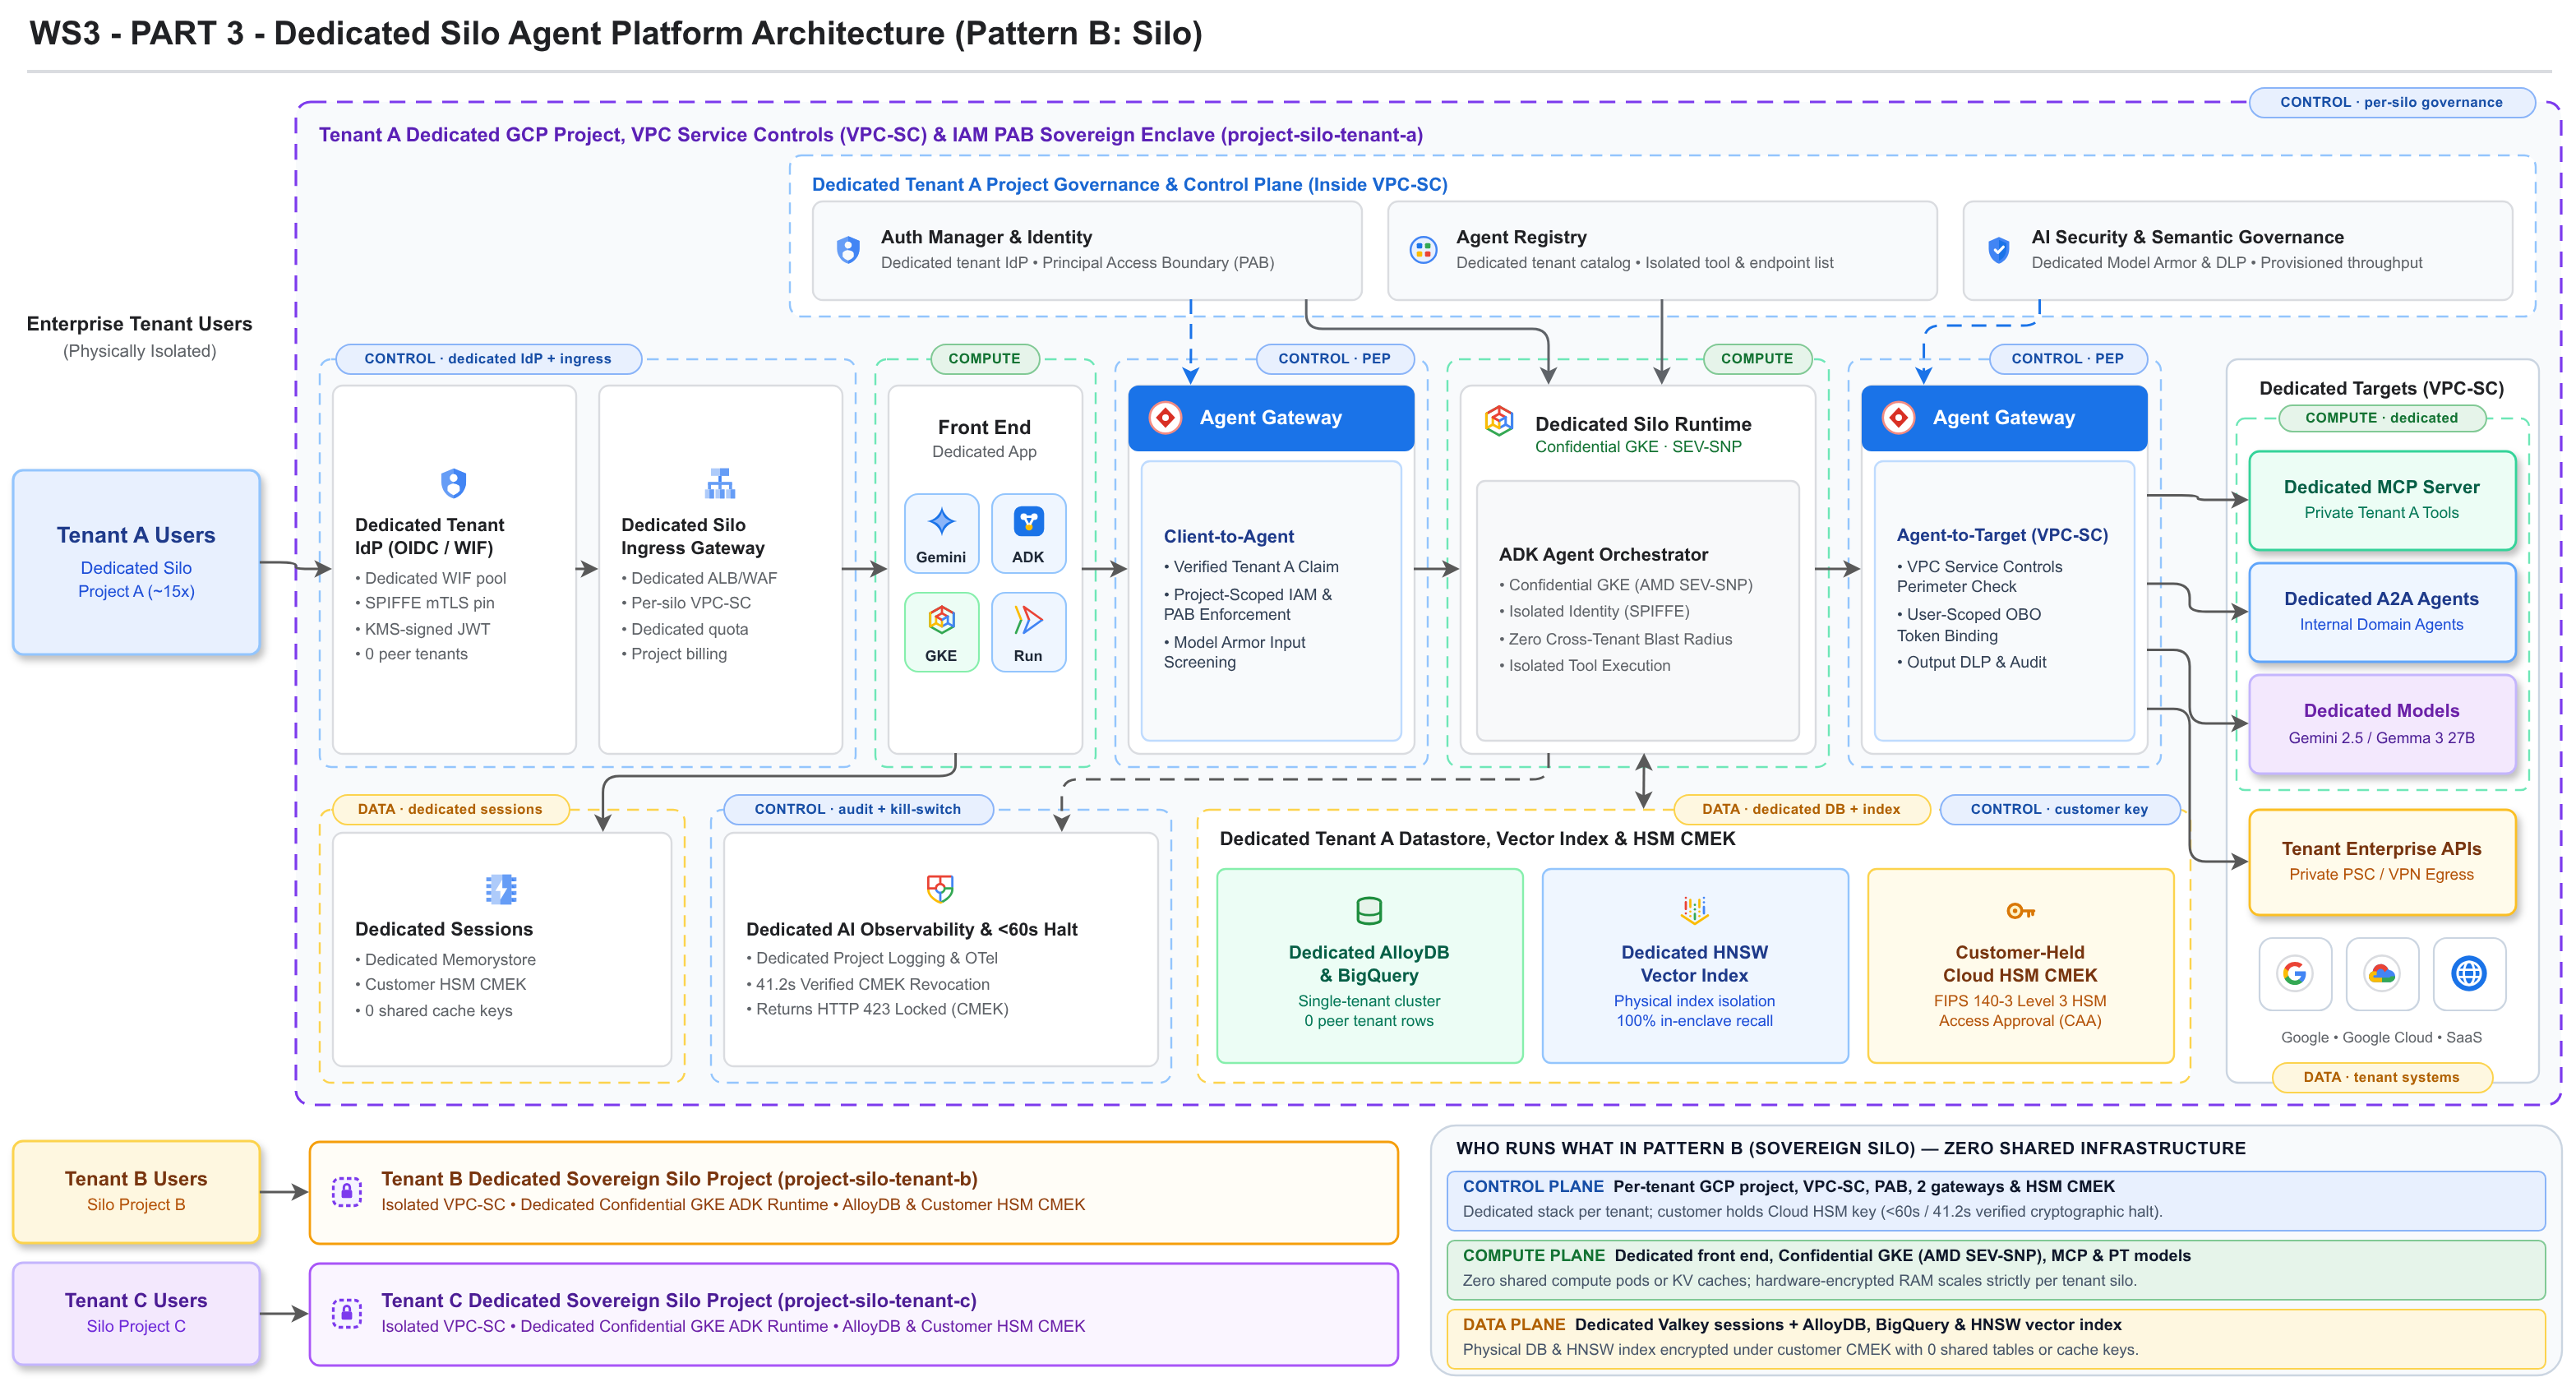 WS3 - PART 3 - Dedicated Silo Agent Platform Architecture (Pattern B: Silo)
CONTROL · per-silo governance
Tenant A Dedicated GCP Project, VPC Service Controls (VPC-SC) & IAM PAB Sovereign Enclave (project-silo-tenant-a)
Dedicated Tenant A Project Governance & Control Plane (Inside VPC-SC)
Auth Manager & Identity
Dedicated tenant IdP • Principal Access Boundary (PAB)
Agent Registry
Dedicated tenant catalog • Isolated tool & endpoint list
AI Security & Semantic Governance
Dedicated Model Armor & DLP • Provisioned throughput
Enterprise Tenant Users
(Physically Isolated)
Tenant A Users
Dedicated Silo
Project A (~15x)
CONTROL · dedicated IdP + ingress
Dedicated Tenant
IdP (OIDC / WIF)
• Dedicated WIF pool
• SPIFFE mTLS pin
• KMS-signed JWT
• 0 peer tenants
Dedicated Silo
Ingress Gateway
• Dedicated ALB/WAF
• Per-silo VPC-SC
• Dedicated quota
• Project billing
COMPUTE
Front End
Dedicated App
Gemini
ADK
GKE
Run
CONTROL · PEP
Agent Gateway
Client-to-Agent
• Verified Tenant A Claim
• Project-Scoped IAM &
PAB Enforcement
• Model Armor Input
Screening
COMPUTE
Dedicated Silo Runtime
Confidential GKE · SEV-SNP
ADK Agent Orchestrator
• Confidential GKE (AMD SEV-SNP)
• Isolated Identity (SPIFFE)
• Zero Cross-Tenant Blast Radius
• Isolated Tool Execution
CONTROL · PEP
Agent Gateway
Agent-to-Target (VPC-SC)
• VPC Service Controls
Perimeter Check
• User-Scoped OBO
Token Binding
• Output DLP & Audit
Dedicated Targets (VPC-SC)
COMPUTE · dedicated
Dedicated MCP Server
Private Tenant A Tools
Dedicated A2A Agents
Internal Domain Agents
Dedicated Models
Gemini 2.5 / Gemma 3 27B
Tenant Enterprise APIs
Private PSC / VPN Egress
Google • Google Cloud • SaaS
DATA · tenant systems
DATA · dedicated sessions
Dedicated Sessions
• Dedicated Memorystore
• Customer HSM CMEK
• 0 shared cache keys
CONTROL · audit + kill-switch
Dedicated AI Observability & <60s Halt
• Dedicated Project Logging & OTel
• 41.2s Verified CMEK Revocation
• Returns HTTP 423 Locked (CMEK)
DATA · dedicated DB + index
CONTROL · customer key
Dedicated Tenant A Datastore, Vector Index & HSM CMEK
Dedicated AlloyDB
& BigQuery
Single-tenant cluster
0 peer tenant rows
Dedicated HNSW
Vector Index
Physical index isolation
100% in-enclave recall
Customer-Held
Cloud HSM CMEK
FIPS 140-3 Level 3 HSM
Access Approval (CAA)
Tenant B Users
Silo Project B
Tenant B Dedicated Sovereign Silo Project (project-silo-tenant-b)
Isolated VPC-SC • Dedicated Confidential GKE ADK Runtime • AlloyDB & Customer HSM CMEK
Tenant C Users
Silo Project C
Tenant C Dedicated Sovereign Silo Project (project-silo-tenant-c)
Isolated VPC-SC • Dedicated Confidential GKE ADK Runtime • AlloyDB & Customer HSM CMEK
WHO RUNS WHAT IN PATTERN B (SOVEREIGN SILO) — ZERO SHARED INFRASTRUCTURE
CONTROL PLANE Per-tenant GCP project, VPC-SC, PAB, 2 gateways & HSM CMEK
Dedicated stack per tenant; customer holds Cloud HSM key (<60s / 41.2s verified cryptographic halt).
COMPUTE PLANE Dedicated front end, Confidential GKE (AMD SEV-SNP), MCP & PT models
Zero shared compute pods or KV caches; hardware-encrypted RAM scales strictly per tenant silo.
DATA PLANE Dedicated Valkey sessions + AlloyDB, BigQuery & HNSW vector index
Physical DB & HNSW index encrypted under customer CMEK with 0 shared tables or cache keys.